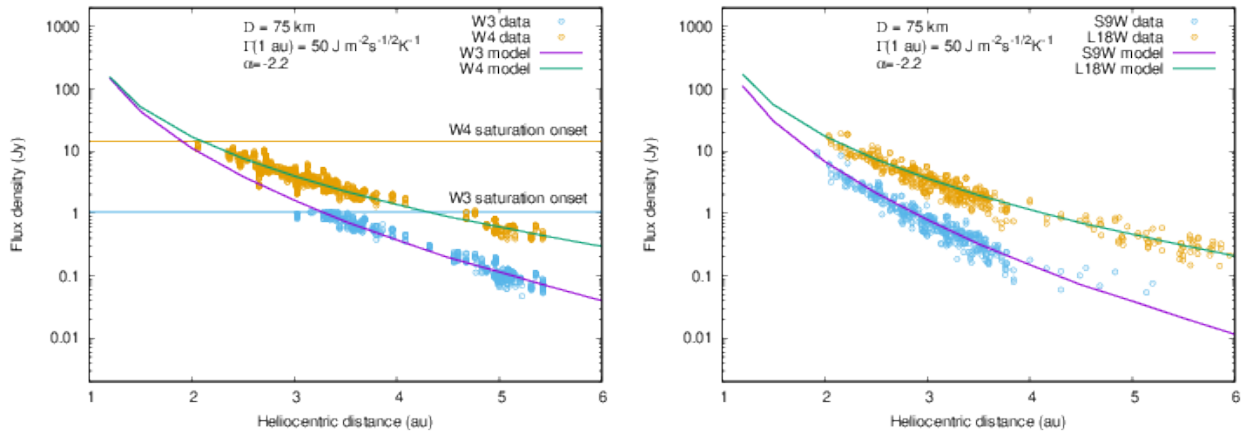 D = 75 km
Γ(1 au) = 50 J m⁻²s⁻¹/²K⁻¹
α=-2.2
W3 data
W4 data
W3 model
W4 model
W4 saturation onset
W3 saturation onset
1000
100
10
1
0.1
0.01
Flux density (Jy)
1 2 3 4 5 6
Heliocentric distance (au)
D = 75 km
Γ(1 au) = 50 J m⁻²s⁻¹/²K⁻¹
α=-2.2
S9W data
L18W data
S9W model
L18W model
1000
100
10
1
0.1
0.01
Flux density (Jy)
1 2 3 4 5 6
Heliocentric distance (au)